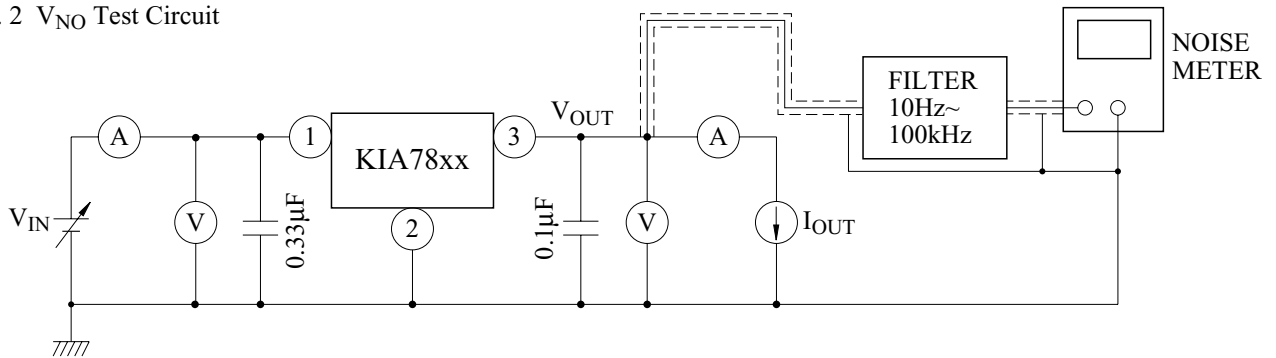 . 2 V_NO Test Circuit
NOISE
METER
FILTER
10Hz~
100kHz
V_OUT
A
1
KIA78xx
3
A
V_IN
V
0.33µF
2
0.1µF
V
I_OUT